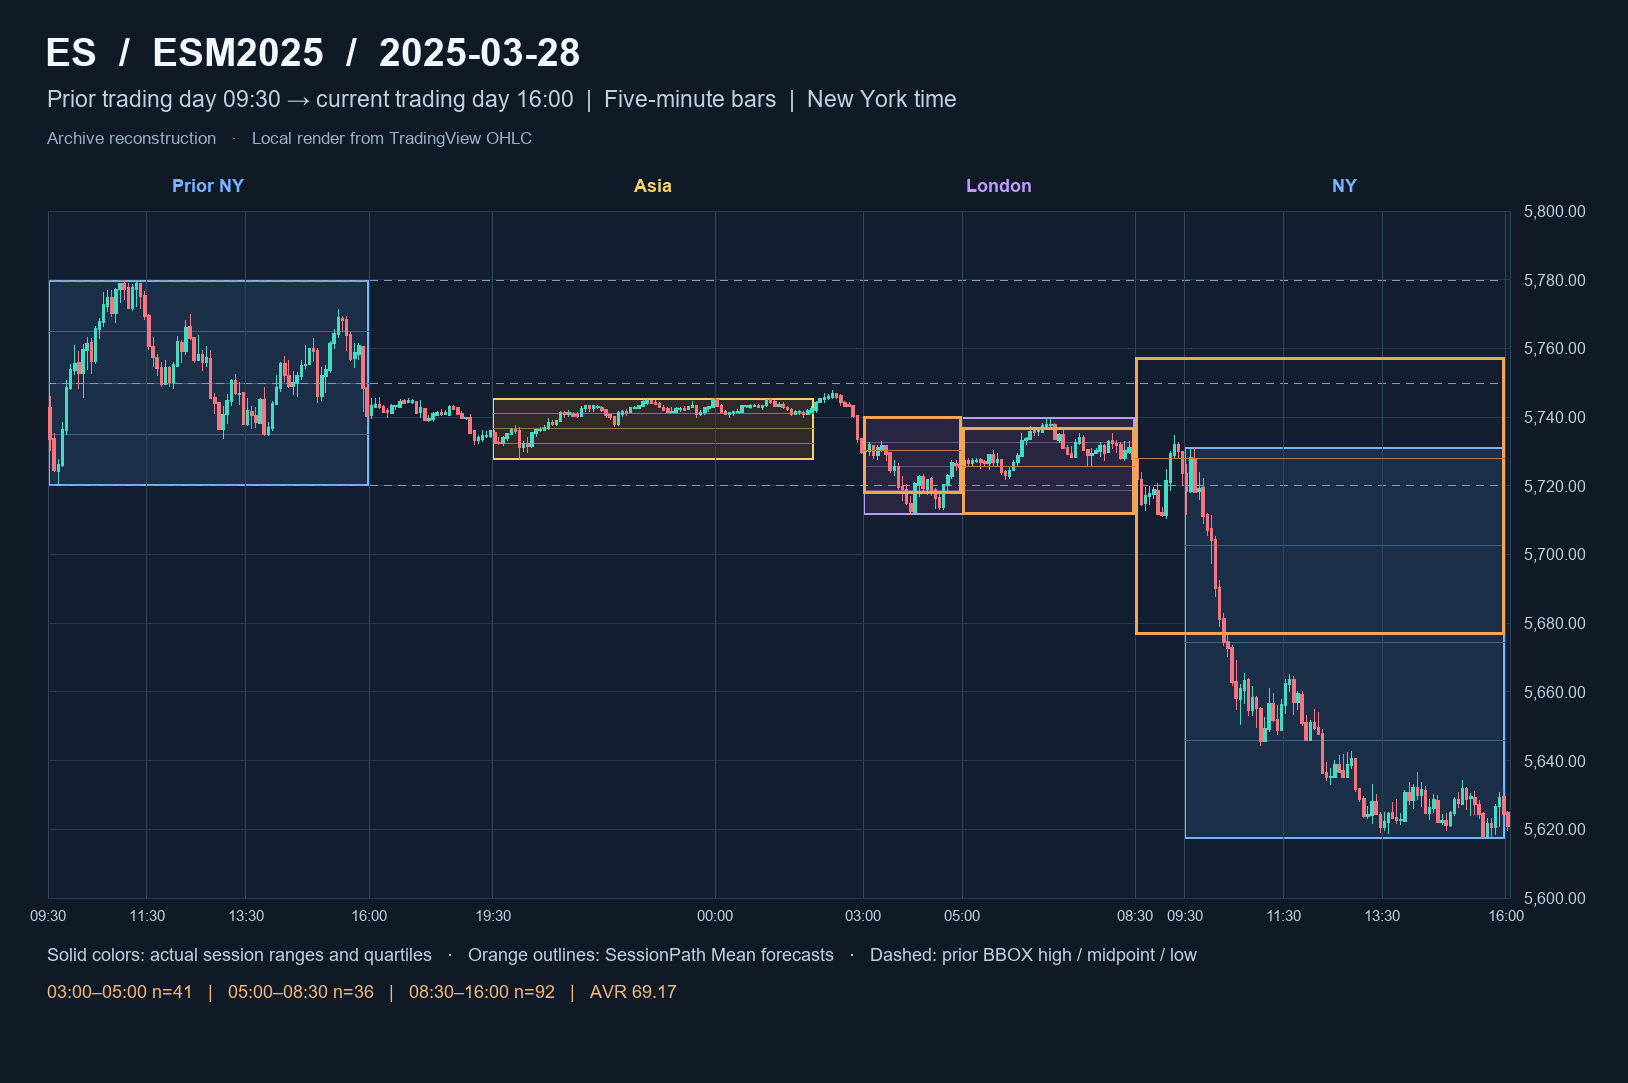 ES / ESM2025 / 2025-03-28
Prior trading day 09:30 → current trading day 16:00 | Five-minute bars | New York time
Archive reconstruction · Local render from TradingView OHLC
Prior NY Asia London NY
5,800.00
5,780.00
5,760.00
5,740.00
5,720.00
5,700.00
5,680.00
5,660.00
5,640.00
5,620.00
5,600.00
09:30 11:30 13:30 16:00 19:30 00:00 03:00 05:00 08:30 09:30 11:30 13:30 16:00
Solid colors: actual session ranges and quartiles · Orange outlines: SessionPath Mean forecasts · Dashed: prior BBOX high / midpoint / low
03:00–05:00 n=41 | 05:00–08:30 n=36 | 08:30–16:00 n=92 | AVR 69.17